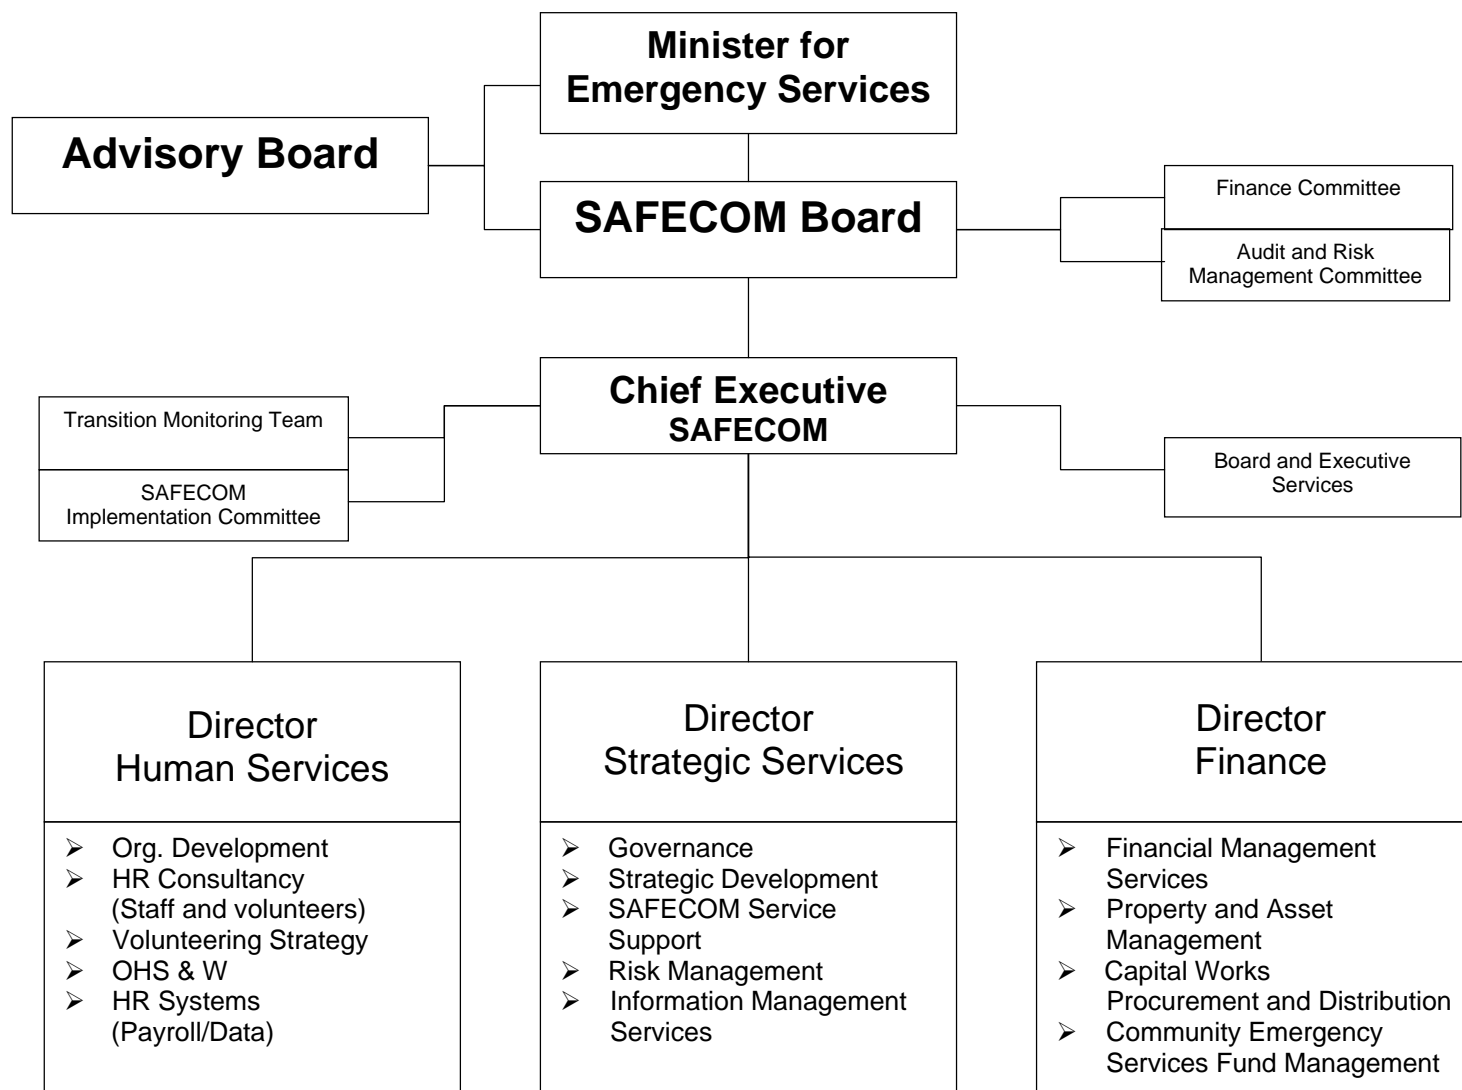 Minister for
Emergency Services
Advisory Board
SAFECOM Board
Finance Committee
Audit and Risk
Management Committee
Chief Executive
SAFECOM
Transition Monitoring Team
SAFECOM
Implementation Committee
Board and Executive
Services
Director
Human Services
➢ Org. Development
➢ HR Consultancy
(Staff and volunteers)
➢ Volunteering Strategy
➢ OHS & W
➢ HR Systems
(Payroll/Data)
Director
Strategic Services
➢ Governance
➢ Strategic Development
➢ SAFECOM Service
Support
➢ Risk Management
➢ Information Management
Services
Director
Finance
➢ Financial Management
Services
➢ Property and Asset
Management
➢ Capital Works
Procurement and Distribution
➢ Community Emergency
Services Fund Management